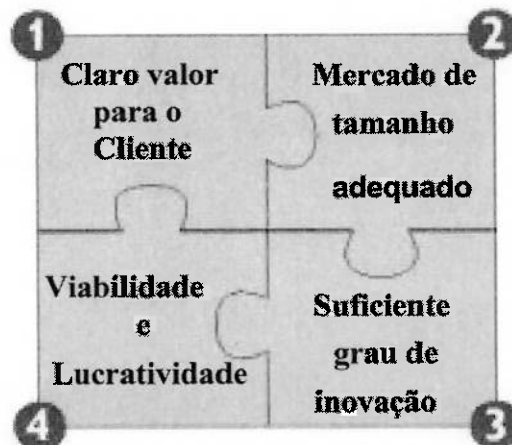 1
Claro valor
para o
Cliente
2
Mercado de
tamanho
adequado
Viabilidade
e
Lucratividade
4
Suficiente
grau de
inovação
3